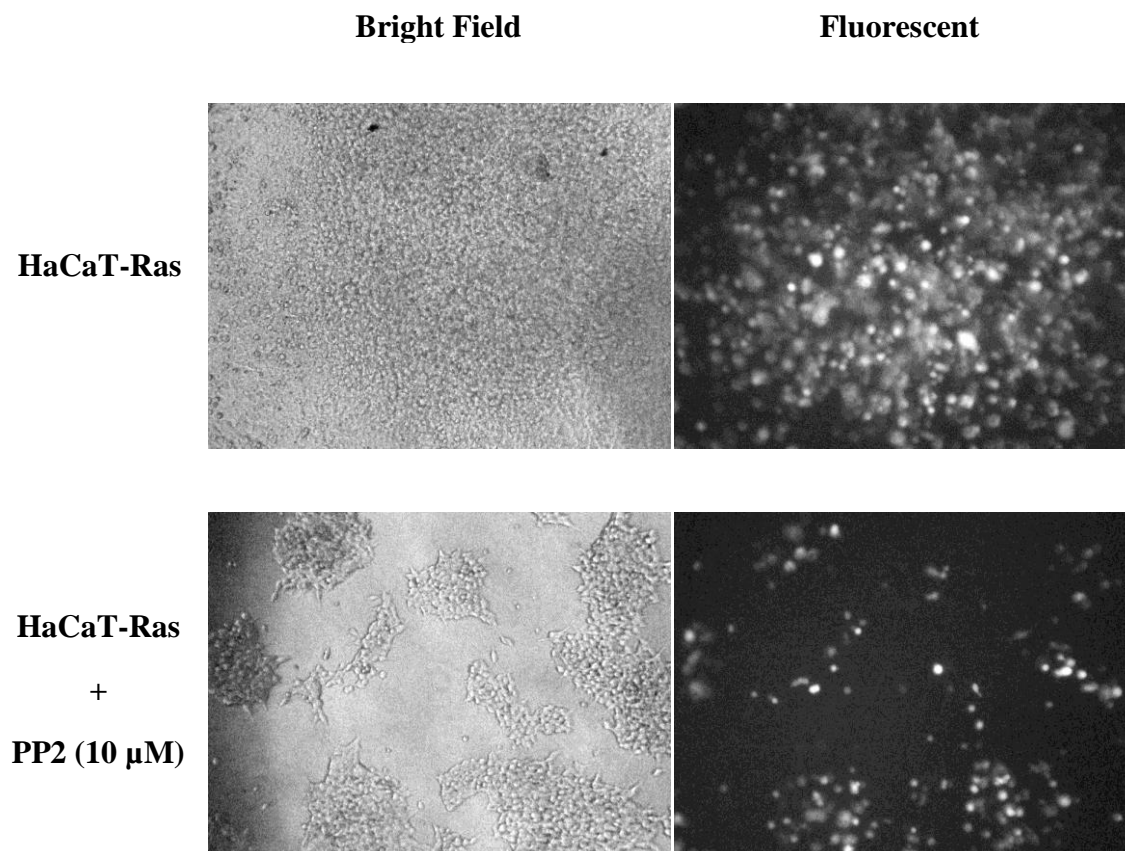 Bright Field
Fluorescent
HaCaT-Ras
HaCaT-Ras
+
PP2 (10 µM)